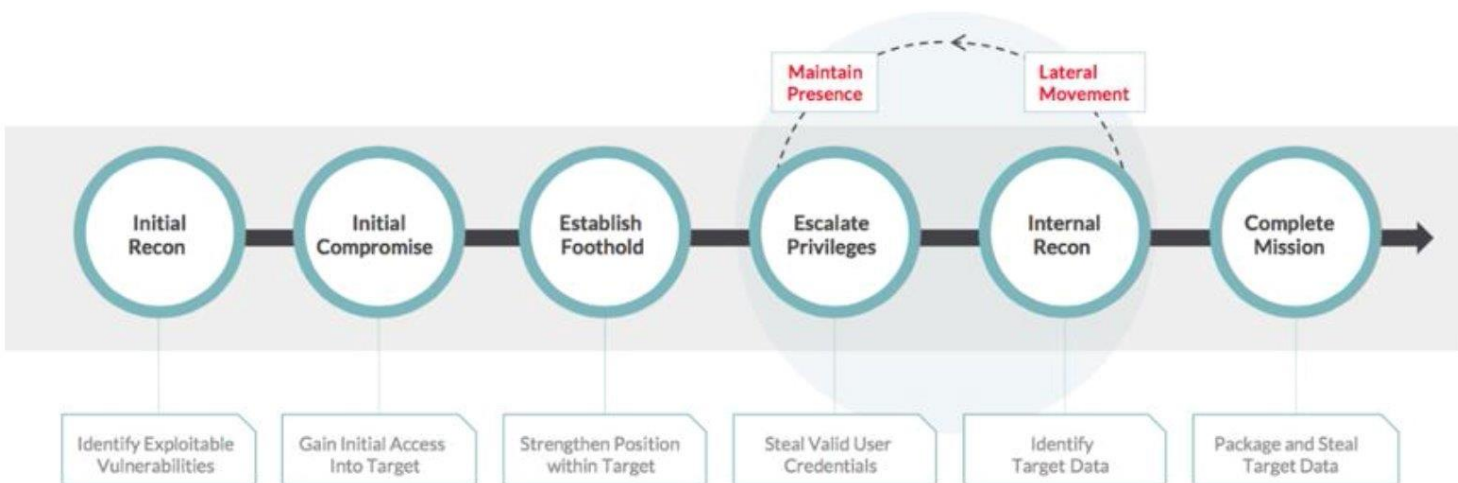 Maintain
Presence
Lateral
Movement
Initial
Recon
Initial
Compromise
Establish
Foothold
Escalate
Privileges
Internal
Recon
Complete
Mission
Identify Exploitable
Vulnerabilities
Gain Initial Access
Into Target
Strengthen Position
within Target
Steal Valid User
Credentials
Identify
Target Data
Package and Steal
Target Data